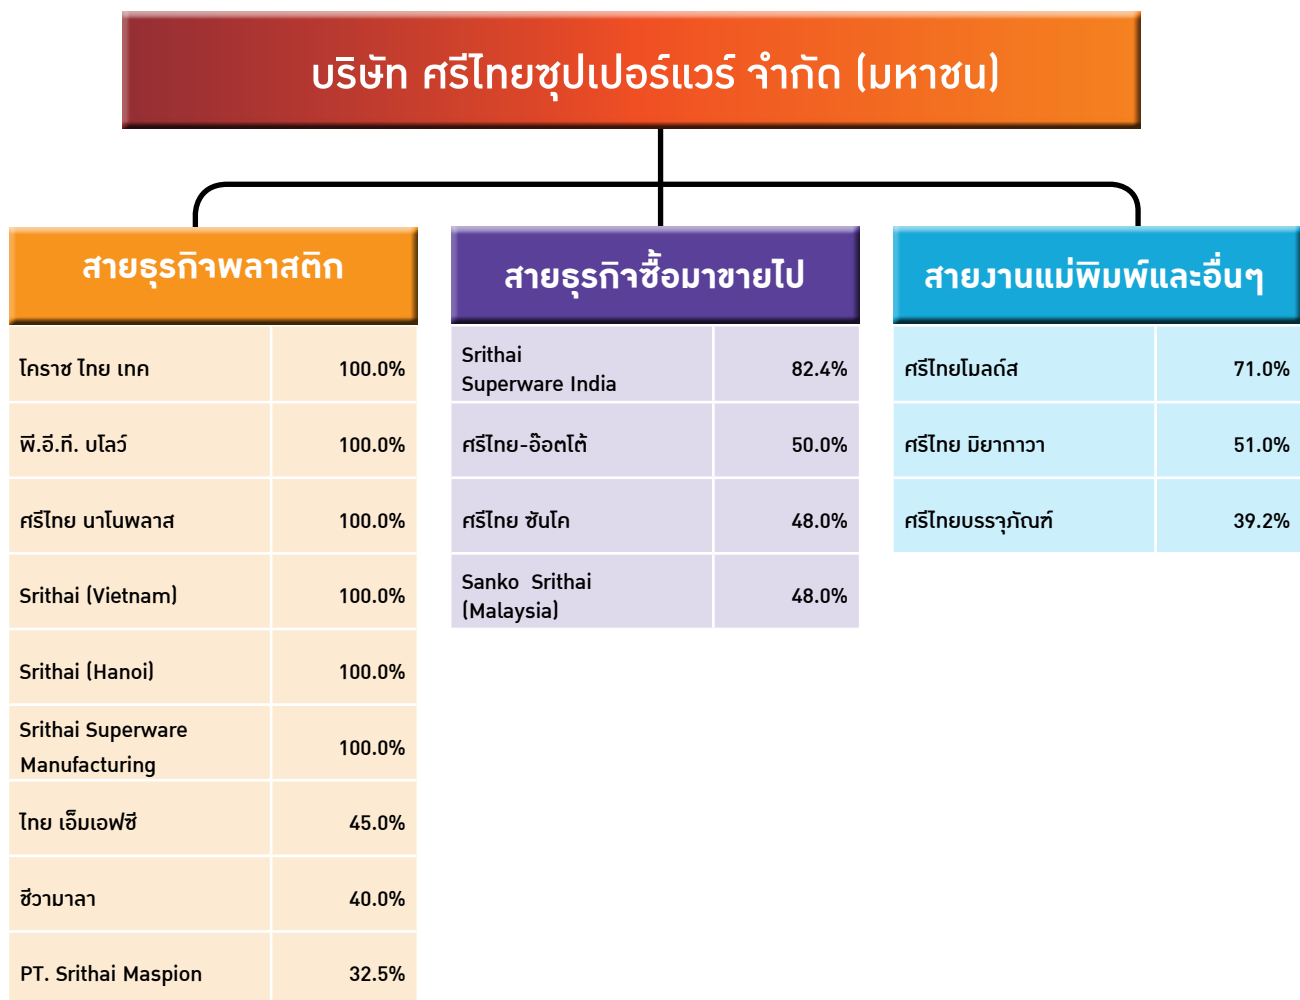 บริษัท ศรีไทยซุปเปอร์แวร์ จำกัด (มหาชน)
สายธุรกิจพลาสติก
โคราช ไทย เทค 100.0%
พี.อี.ที. บโลว์ 100.0%
ศรีไทย นาโนพลาส 100.0%
Srithai (Vietnam) 100.0%
Srithai (Hanoi) 100.0%
Srithai Superware
Manufacturing 100.0%
ไทย เอ็มเอฟซี 45.0%
ชีวามาลา 40.0%
PT. Srithai Maspion 32.5%
สายธุรกิจซื้อมาขายไป
Srithai
Superware India 82.4%
ศรีไทย-อ๊อตโต้ 50.0%
ศรีไทย ซันโค 48.0%
Sanko Srithai
(Malaysia) 48.0%
สายงานแม่พิมพ์และอื่นๆ
ศรีไทยโมลด์ส 71.0%
ศรีไทย มิยากาวา 51.0%
ศรีไทยบรรจุภัณฑ์ 39.2%